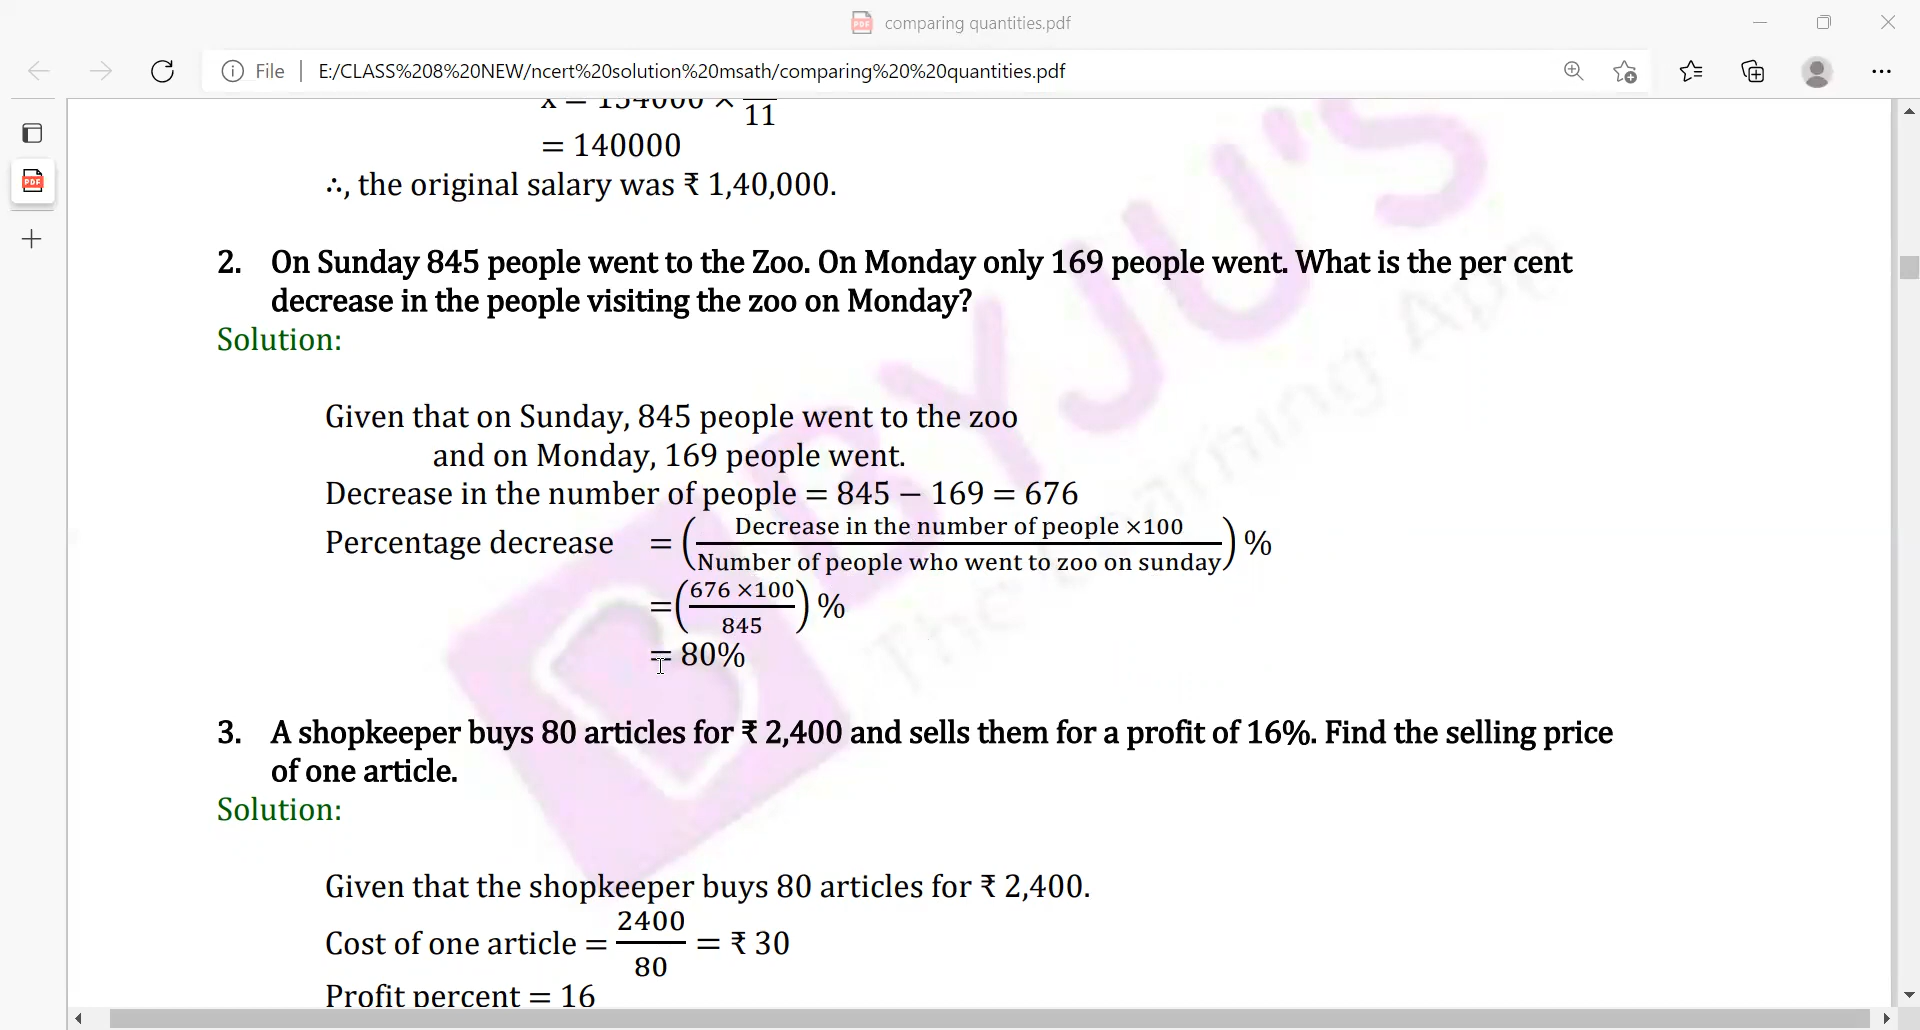 comparing quantities.pdf
File | E:/CLASS%208%20NEW/ncert%20solution%20msath/comparing%20%20quantities.pdf
x = 154000 × 
11
= 140000
∴, the original salary was ₹ 1,40,000.
2. On Sunday 845 people went to the Zoo. On Monday only 169 people went. What is the per cent
decrease in the people visiting the zoo on Monday?
Solution:
Given that on Sunday, 845 people went to the zoo
and on Monday, 169 people went.
Decrease in the number of people = 845 − 169 = 676
Percentage decrease = (Decrease in the number of people ×100 / Number of people who went to zoo on sunday) %
=(676 ×100 / 845) %
= 80%
3. A shopkeeper buys 80 articles for ₹ 2,400 and sells them for a profit of 16%. Find the selling price
of one article.
Solution:
Given that the shopkeeper buys 80 articles for ₹ 2,400.
Cost of one article = 2400 / 80 = ₹ 30
Profit percent = 16
BYJU'S
The Learning App